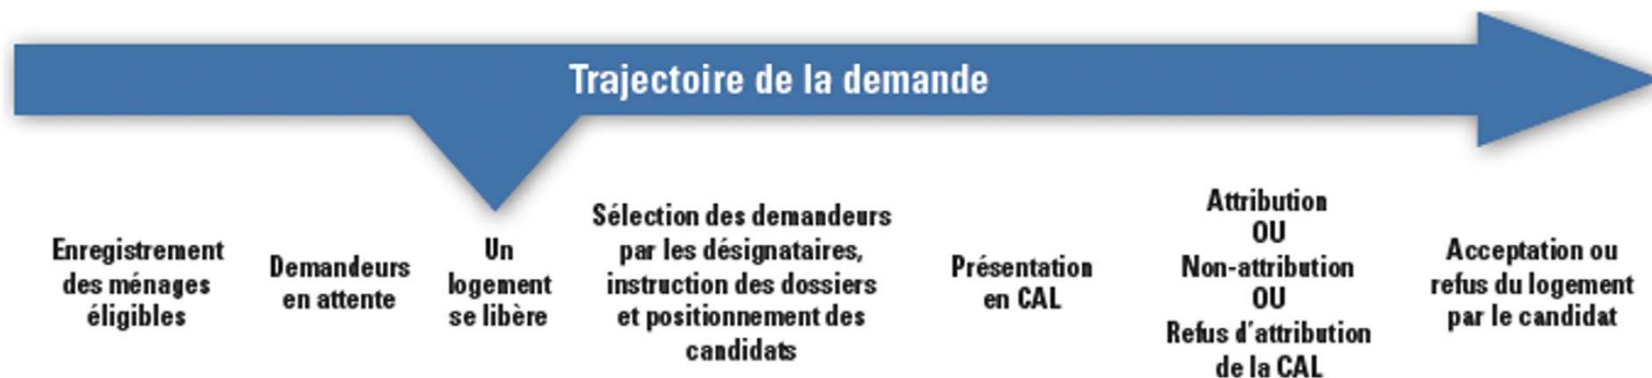 Trajectoire de la demande
Enregistrement
des ménages
éligibles
Demandeurs
en attente
Un
logement
se libère
Sélection des demandeurs
par les désignataires,
instruction des dossiers
et positionnement des
candidats
Présentation
en CAL
Attribution
OU
Non-attribution
OU
Refus d'attribution
de la CAL
Acceptation ou
refus du logement
par le candidat